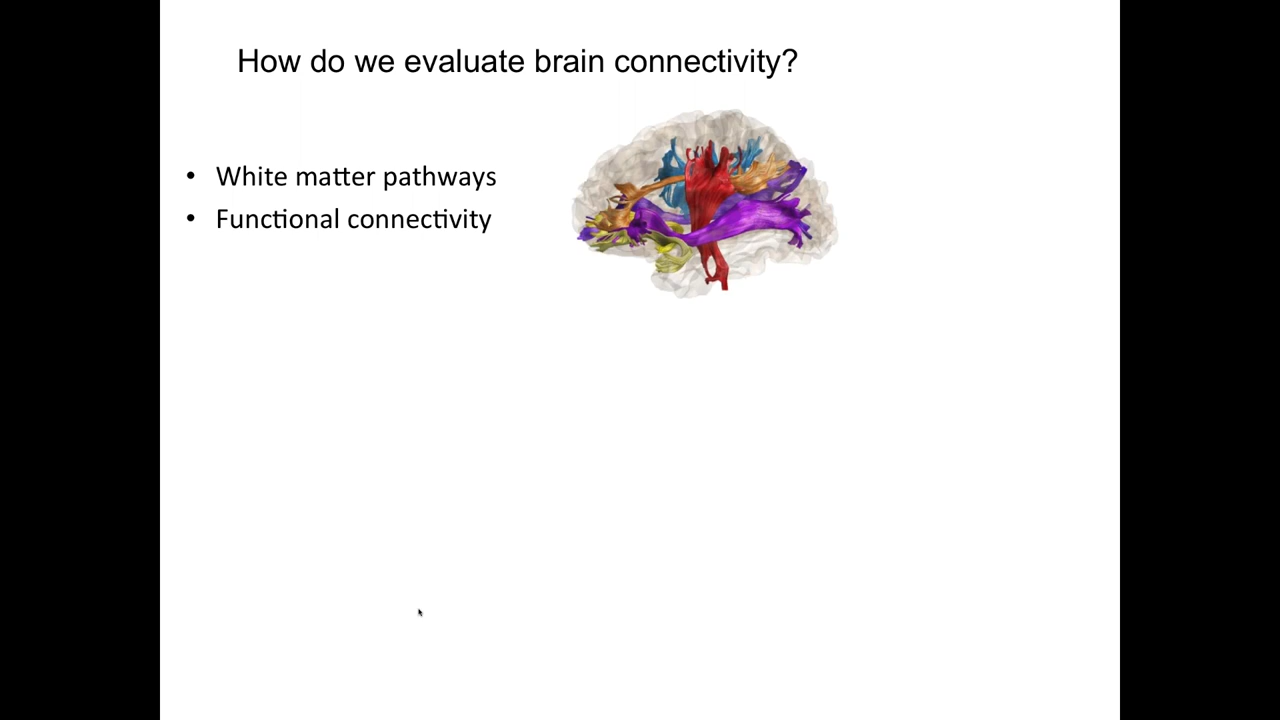 How do we evaluate brain connectivity?
• White matter pathways
• Functional connectivity